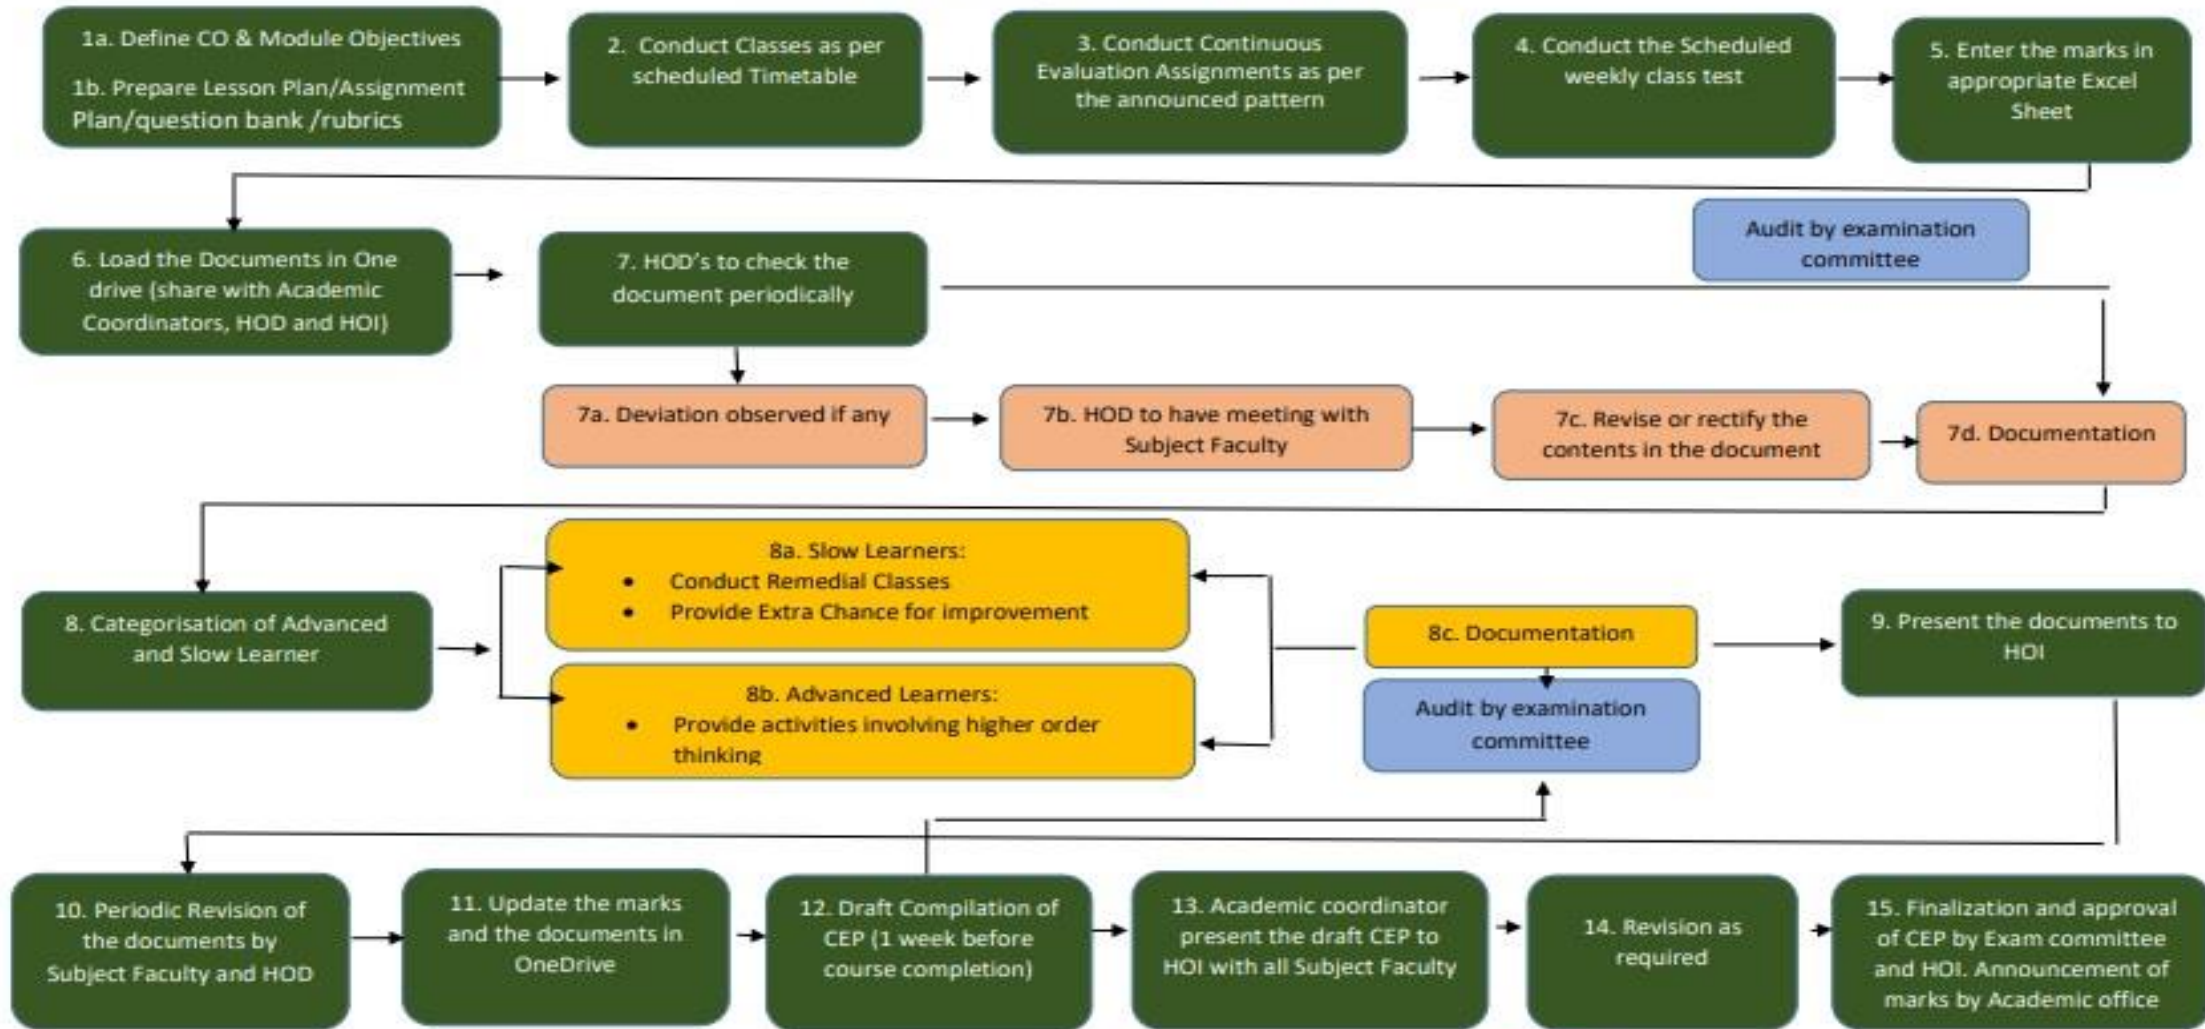 1a. Define CO & Module Objectives
1b. Prepare Lesson Plan/Assignment
Plan/question bank /rubrics
2. Conduct Classes as per
scheduled Timetable
3. Conduct Continuous
Evaluation Assignments as per
the announced pattern
4. Conduct the Scheduled
weekly class test
5. Enter the marks in
appropriate Excel
Sheet
6. Load the Documents in One
drive (share with Academic
Coordinators, HOD and HOI)
7. HOD's to check the
document periodically
Audit by examination
committee
7a. Deviation observed if any
7b. HOD to have meeting with
Subject Faculty
7c. Revise or rectify the
contents in the document
7d. Documentation
8. Categorisation of Advanced
and Slow Learner
8a. Slow Learners:
• Conduct Remedial Classes
• Provide Extra Chance for improvement
8b. Advanced Learners:
• Provide activities involving higher order
thinking
8c. Documentation
Audit by examination
committee
9. Present the documents to
HOI
10. Periodic Revision of
the documents by
Subject Faculty and HOD
11. Update the marks
and the documents in
OneDrive
12. Draft Compilation of
CEP (1 week before
course completion)
13. Academic coordinator
present the draft CEP to
HOI with all Subject Faculty
14. Revision as
required
15. Finalization and approval
of CEP by Exam committee
and HOI. Announcement of
marks by Academic office